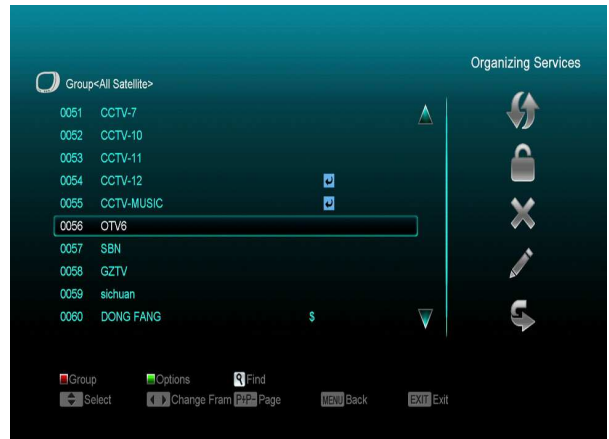 Organizing Services
Group<All Satellite>
0051 CCTV-7
0052 CCTV-10
0053 CCTV-11
0054 CCTV-12
0055 CCTV-MUSIC
0056 OTV6
0057 SBN
0058 GZTV
0059 sichuan
0060 DONG FANG $
Group Options Find
Select Change Fram P+P- Page MENU Back EXIT Exit